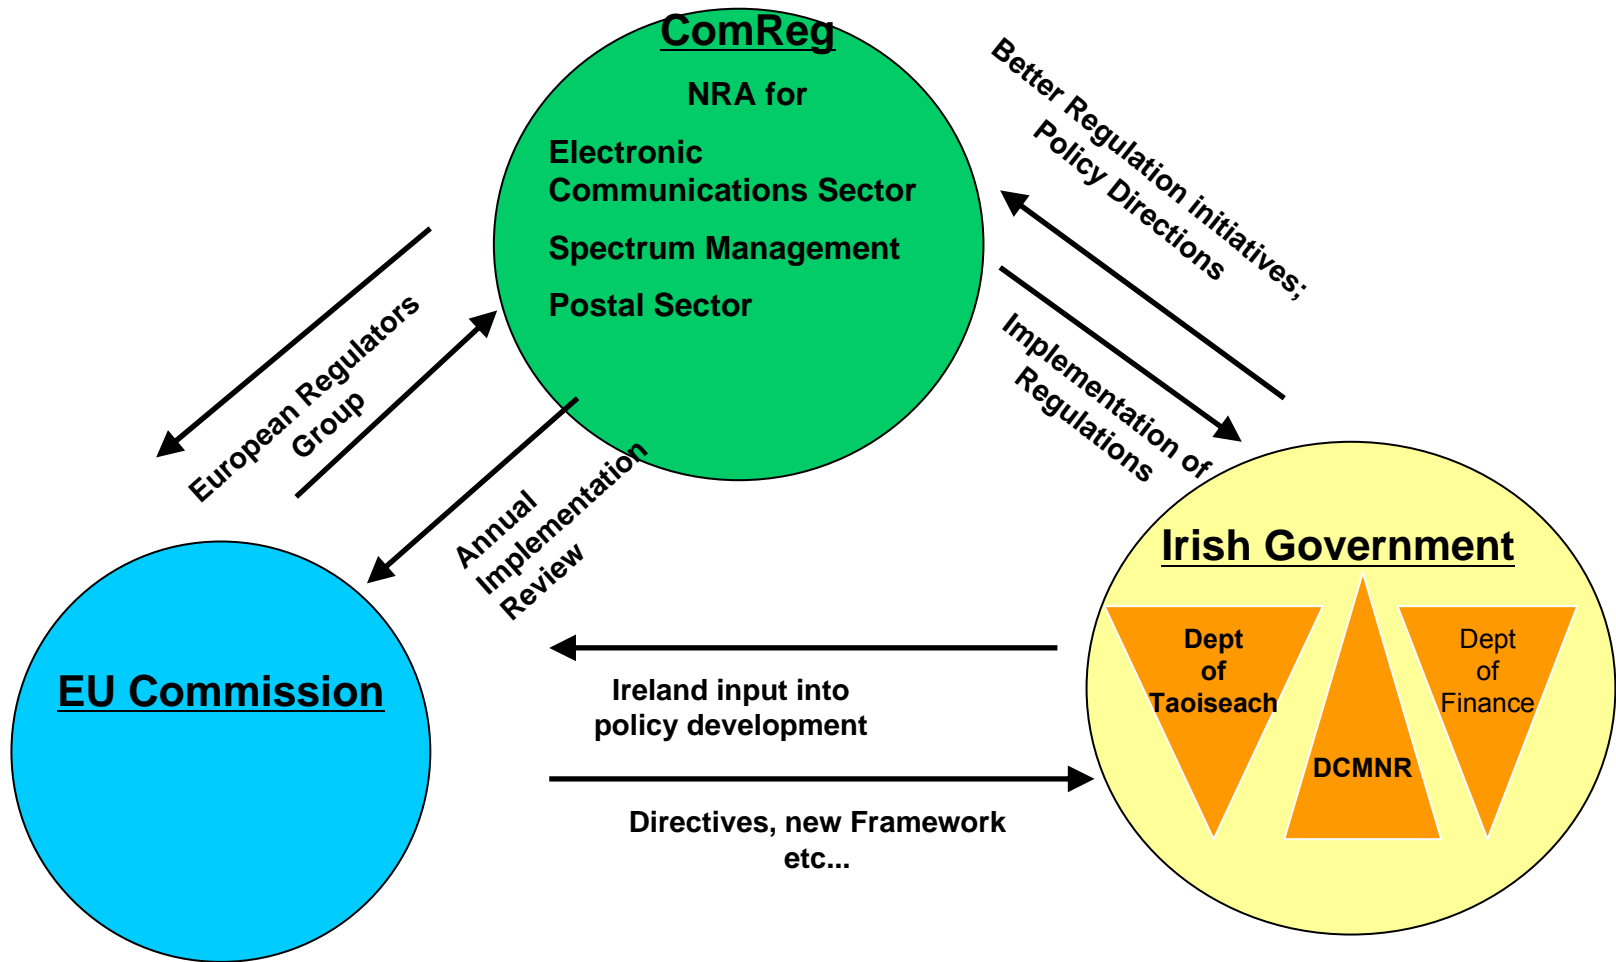 ComReg
NRA for
Electronic
Communications Sector
Spectrum Management
Postal Sector
Better Regulation initiatives;
Policy Directions
Implementation of
Regulations
European Regulators
Group
Annual
Implementation
Review
EU Commission
Irish Government
Dept
of
Taoiseach
DCMNR
Dept
of
Finance
Ireland input into
policy development
Directives, new Framework
etc...